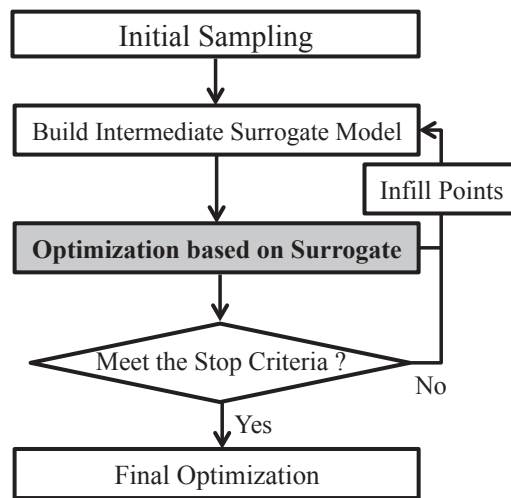 Initial Sampling
Build Intermediate Surrogate Model
Infill Points
Optimization based on Surrogate
Meet the Stop Criteria ?
No
Yes
Final Optimization